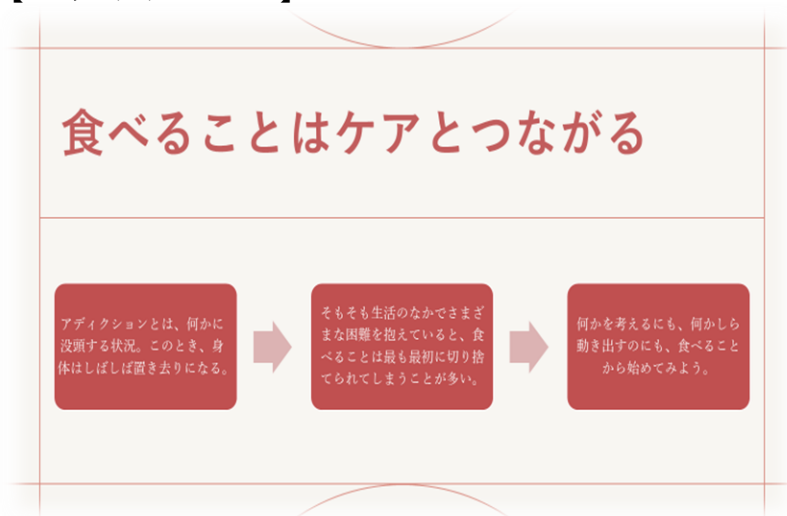 食べることはケアとつながる
アディクションとは、何かに
没頭する状況。このとき、身
体はしばしば置き去りになる。
そもそも生活のなかでさまざ
まな困難を抱えていると、食
べることは最も最初に切り捨
てられてしまうことが多い。
何かを考えるにも、何かしら
動き出すのにも、食べること
から始めてみよう。